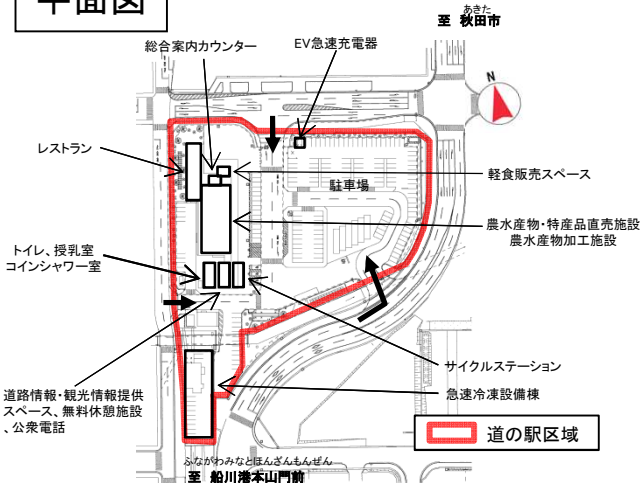 平面図
あきた
至 秋田市
総合案内カウンター
EV急速充電器
N
レストラン
軽食販売スペース
駐車場
農水産物・特産品直売施設
農水産物加工施設
トイレ、授乳室
コインシャワー室
サイクルステーション
道路情報・観光情報提供
スペース、無料休憩施設
、公衆電話
急速冷凍設備棟
道の駅区域
ふながわみなとほんざんもんぜん
至 船川港本山門前